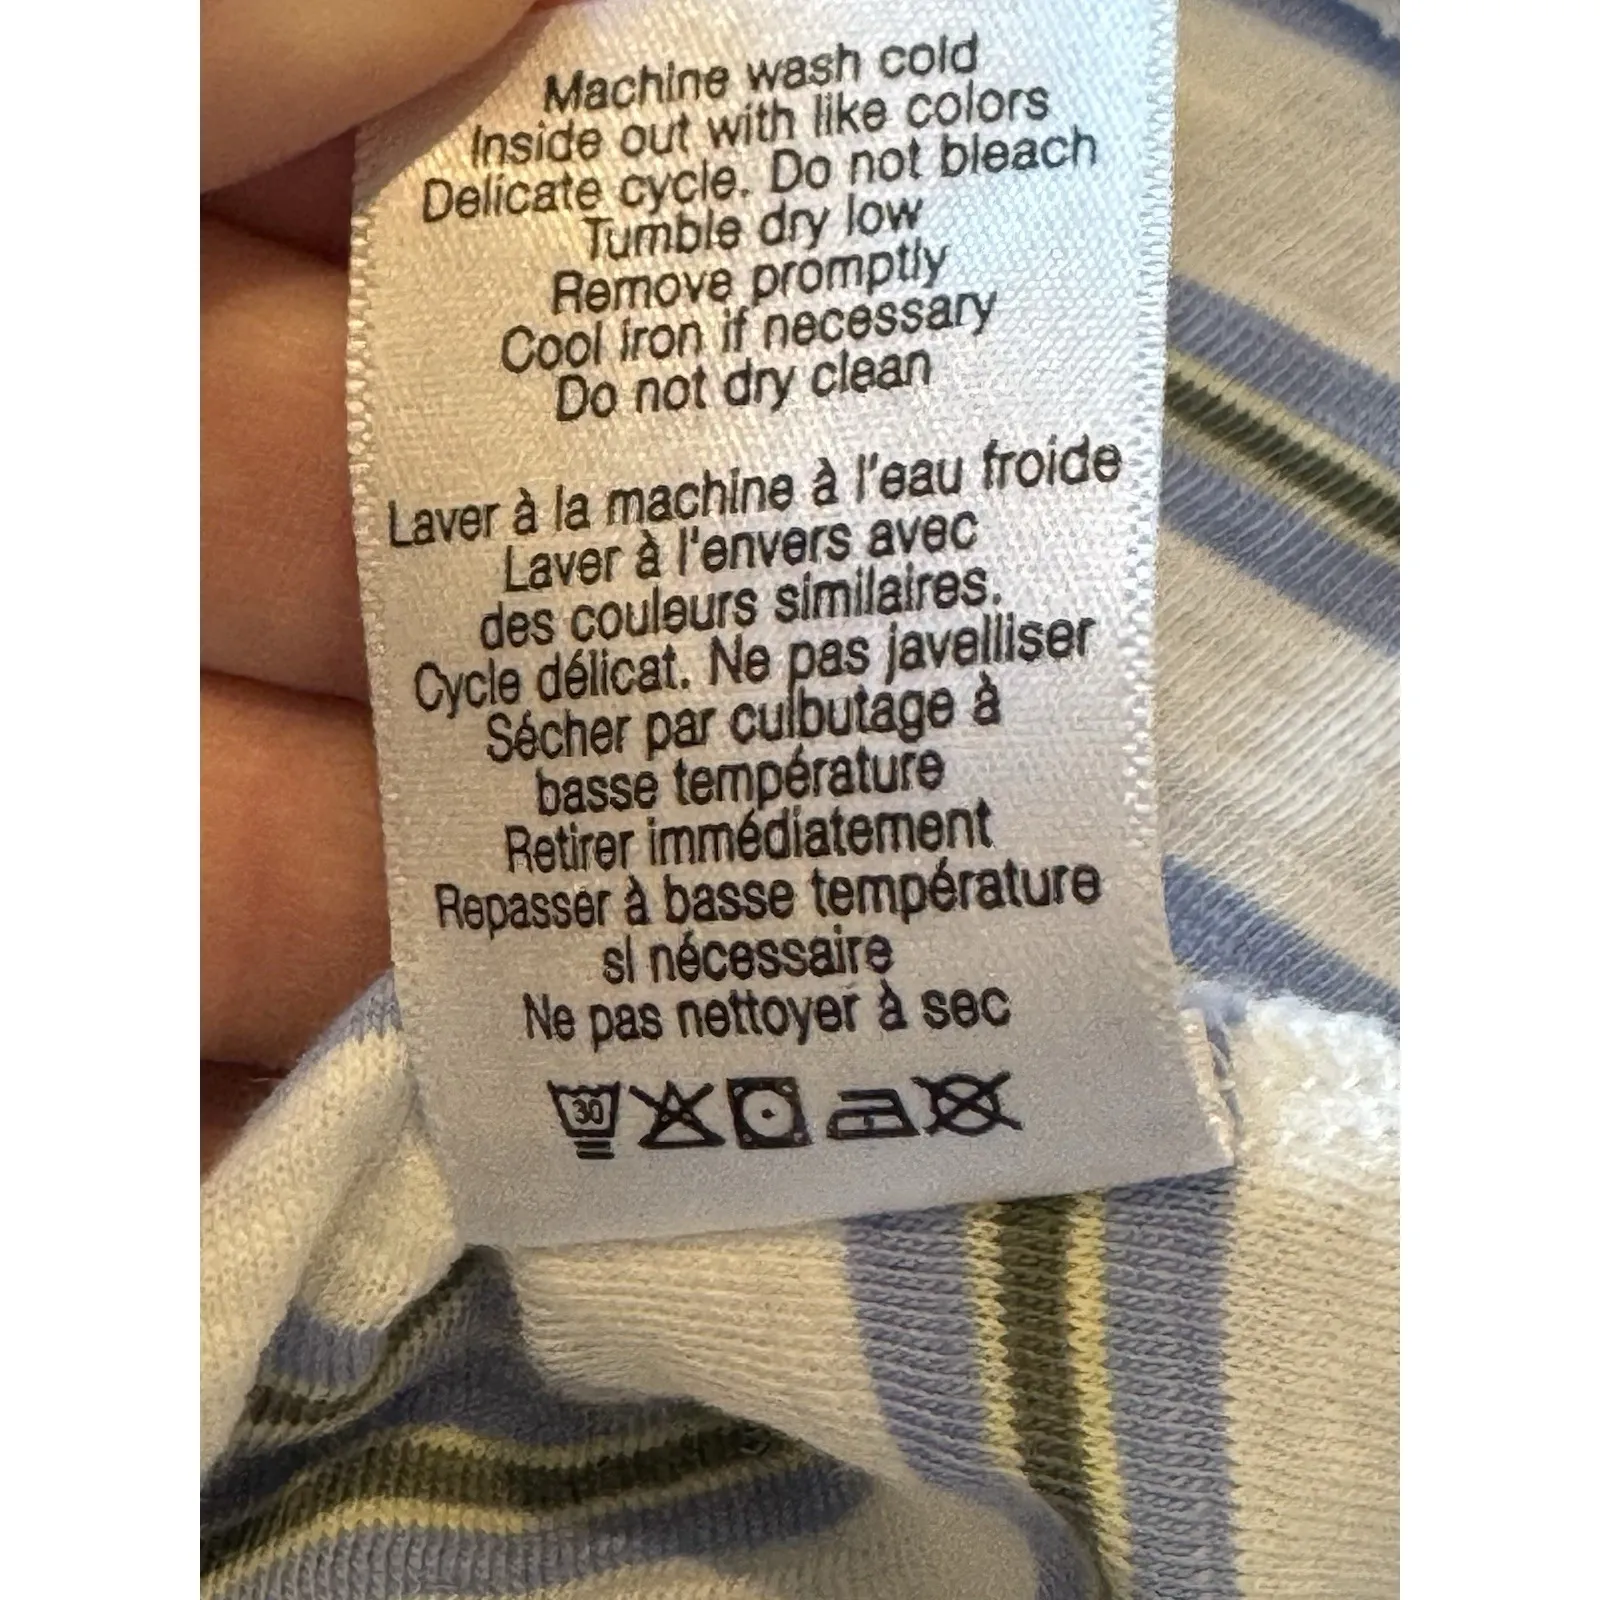 Machine wash cold
Inside out with like colors
Delicate cycle. Do not bleach
Tumble dry low
Remove promptly
Cool iron if necessary
Do not dry clean
Laver à la machine à l'eau froide
Laver à l'envers avec
des couleurs similaires.
Cycle délicat. Ne pas javelliser
Sécher par culbutage à
basse température
Retirer immédiatement
Repasser à basse température
si nécessaire
Ne pas nettoyer à sec
30